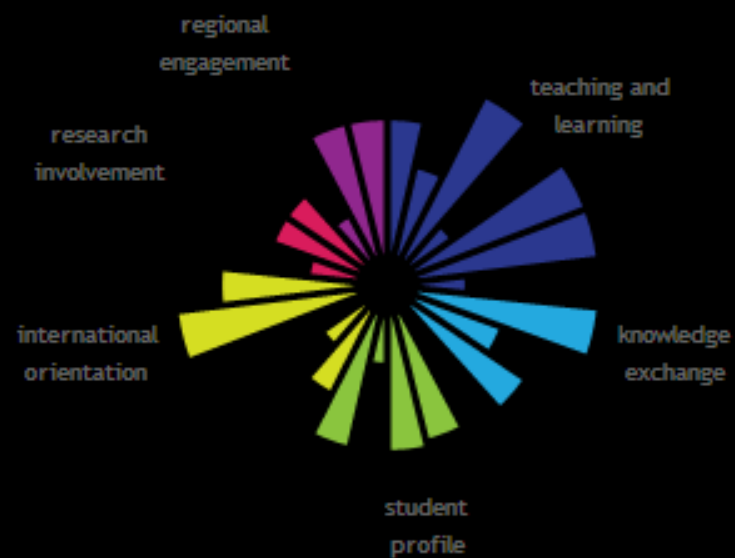 regional
engagement
teaching and
learning
research
involvement
international
orientation
knowledge
exchange
student
profile